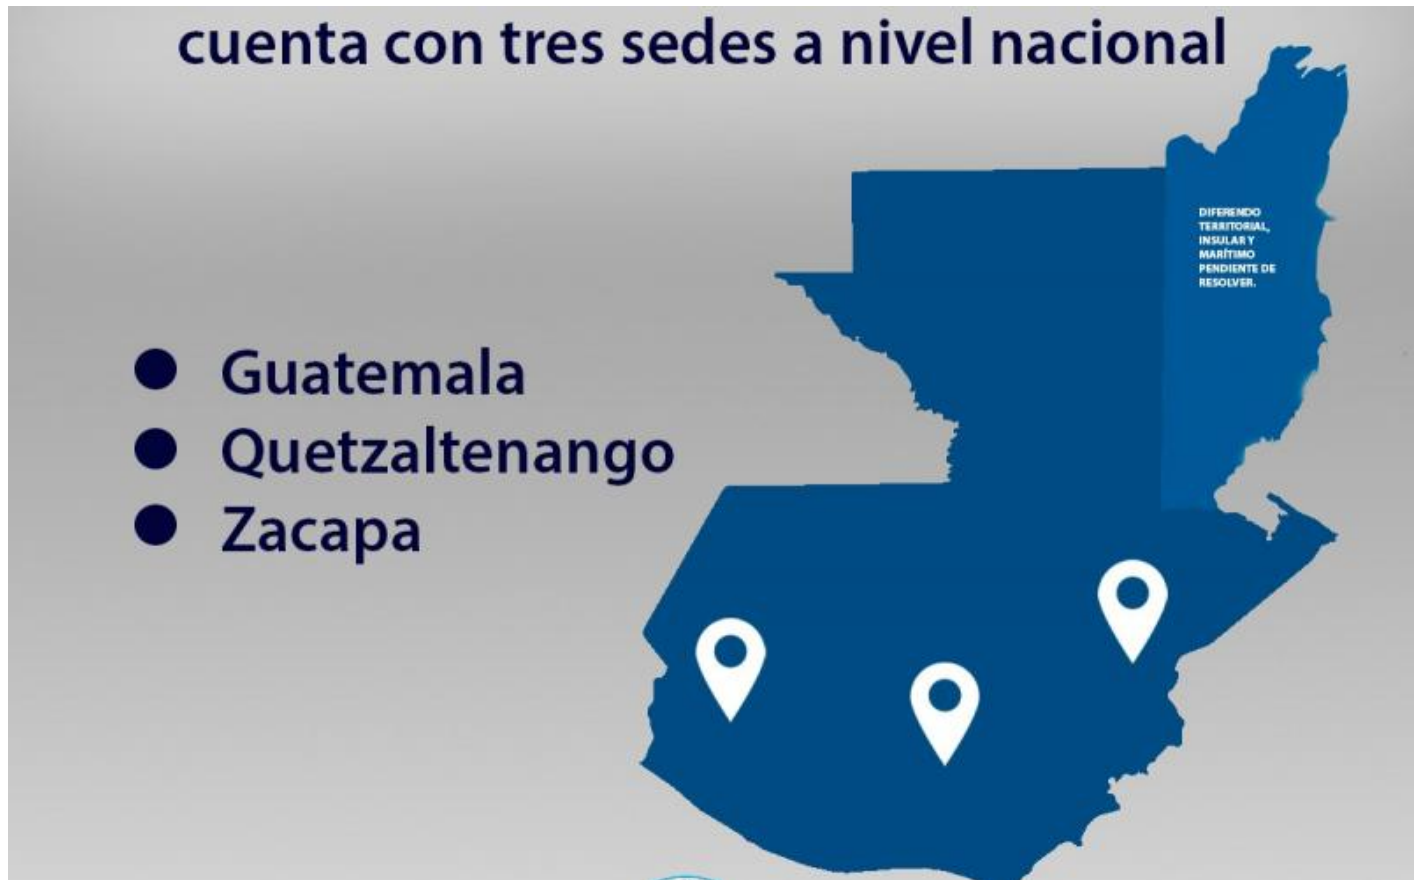 cuenta con tres sedes a nivel nacional
DIFERENDO
TERRITORIAL,
INSULAR Y
MARÍTIMO
PENDIENTE DE
RESOLVER.
Guatemala
Quetzaltenango
Zacapa